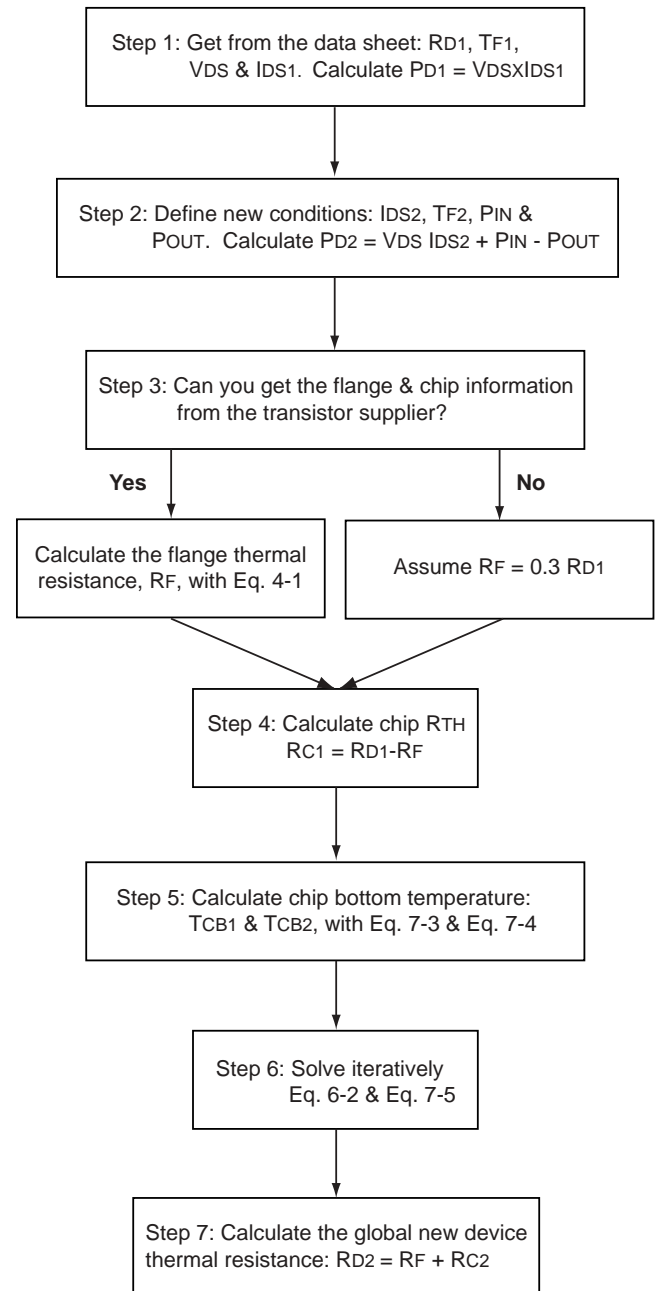 Step 1: Get from the data sheet: RD1, TF1,
VDS & IDS1. Calculate PD1 = VDSXIDS1
Step 2: Define new conditions: IDS2, TF2, PIN &
POUT. Calculate PD2 = VDS IDS2 + PIN - POUT
Step 3: Can you get the flange & chip information
from the transistor supplier?
Yes
No
Calculate the flange thermal
resistance, RF, with Eq. 4-1
Assume RF = 0.3 RD1
Step 4: Calculate chip RTH
RC1 = RD1-RF
Step 5: Calculate chip bottom temperature:
TCB1 & TCB2, with Eq. 7-3 & Eq. 7-4
Step 6: Solve iteratively
Eq. 6-2 & Eq. 7-5
Step 7: Calculate the global new device
thermal resistance: RD2 = RF + RC2